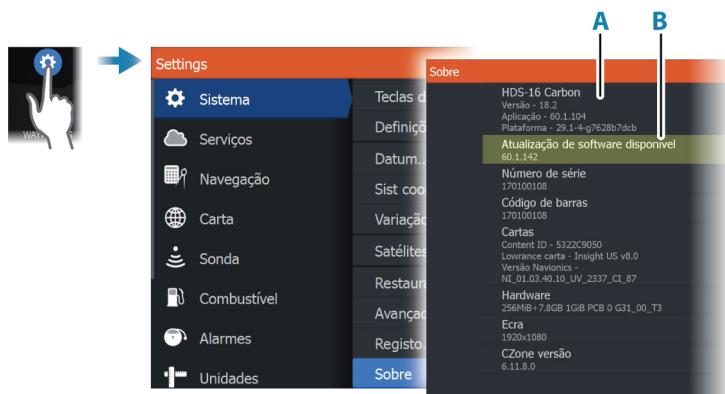 A
B
Settings
Sobre
Sistema
Serviços
Navegação
Carta
Sonda
Combustível
Alarmes
Unidades
Teclas d
Definiçõ
Datum..
Sist coo
Variação
Satélites
Restaura
Avançad
Registo.
Sobre
HDS-16 Carbon
Versão - 18.2
Aplicação - 60.1.104
Plataforma - 29.1-4-g7628b7dcb
Atualização de software disponível
60.1.142
Número de série
170100108
Código de barras
170100108
Cartas
Content ID - 5322C9050
Lowrance carta - Insight US v8.0
Versão Navionics -
NI_01.03.40.10_UV_2337_CI_87
Hardware
256MiB+7.8GB 1GiB PCB 0 G31_00_T3
Ecra
1920x1080
CZone versão
6.11.8.0